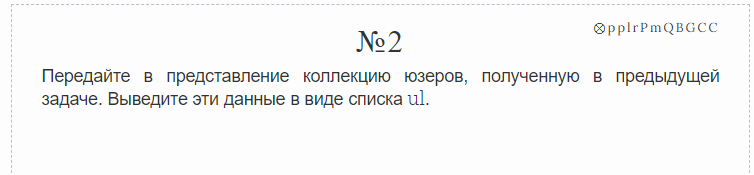 ⊗pplrPmQBGCC
№2
Передайте в представление коллекцию юзеров, полученную в предыдущей
задаче. Выведите эти данные в виде списка ul.